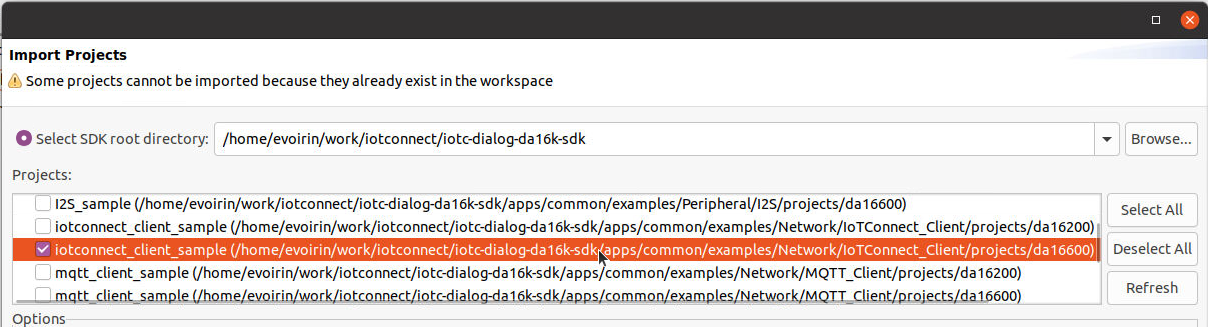 Import Projects
Some projects cannot be imported because they already exist in the workspace
Select SDK root directory: /home/evoirin/work/iotconnect/iotc-dialog-da16k-sdk Browse...
Projects:
I2S_sample (/home/evoirin/work/iotconnect/iotc-dialog-da16k-sdk/apps/common/examples/Peripheral/I2S/projects/da16600)
Select All
iotconnect_client_sample (/home/evoirin/work/iotconnect/iotc-dialog-da16k-sdk/apps/common/examples/Network/IoTConnect_Client/projects/da16200)
iotconnect_client_sample (/home/evoirin/work/iotconnect/iotc-dialog-da16k-sdk/apps/common/examples/Network/IoTConnect_Client/projects/da16600)
Deselect All
mqtt_client_sample (/home/evoirin/work/iotconnect/iotc-dialog-da16k-sdk/apps/common/examples/Network/MQTT_Client/projects/da16200)
Refresh
mqtt_client_sample (/home/evoirin/work/iotconnect/iotc-dialog-da16k-sdk/apps/common/examples/Network/MQTT_Client/projects/da16600)
Options